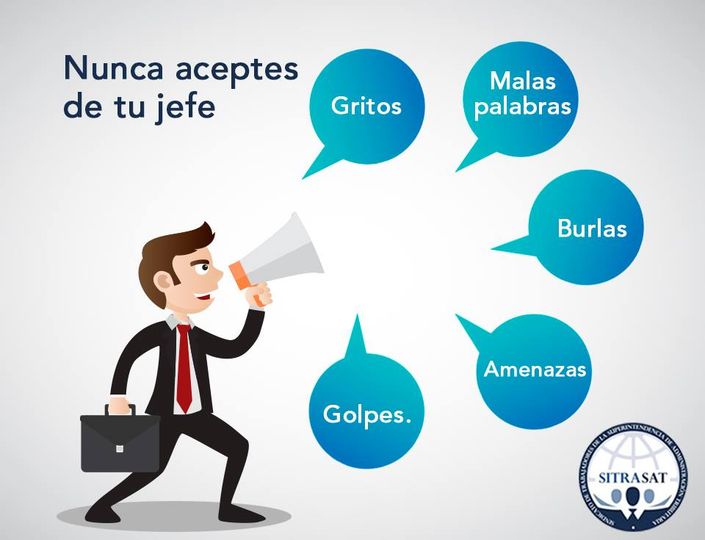 Nunca aceptes
de tu jefe
Gritos
Malas
palabras
Burlas
Amenazas
Golpes.
SITRASAT
SINDICATO DE TRABAJADORES DE LA SUPERINTENDENCIA DE ADMINISTRACIÓN TRIBUTARIA